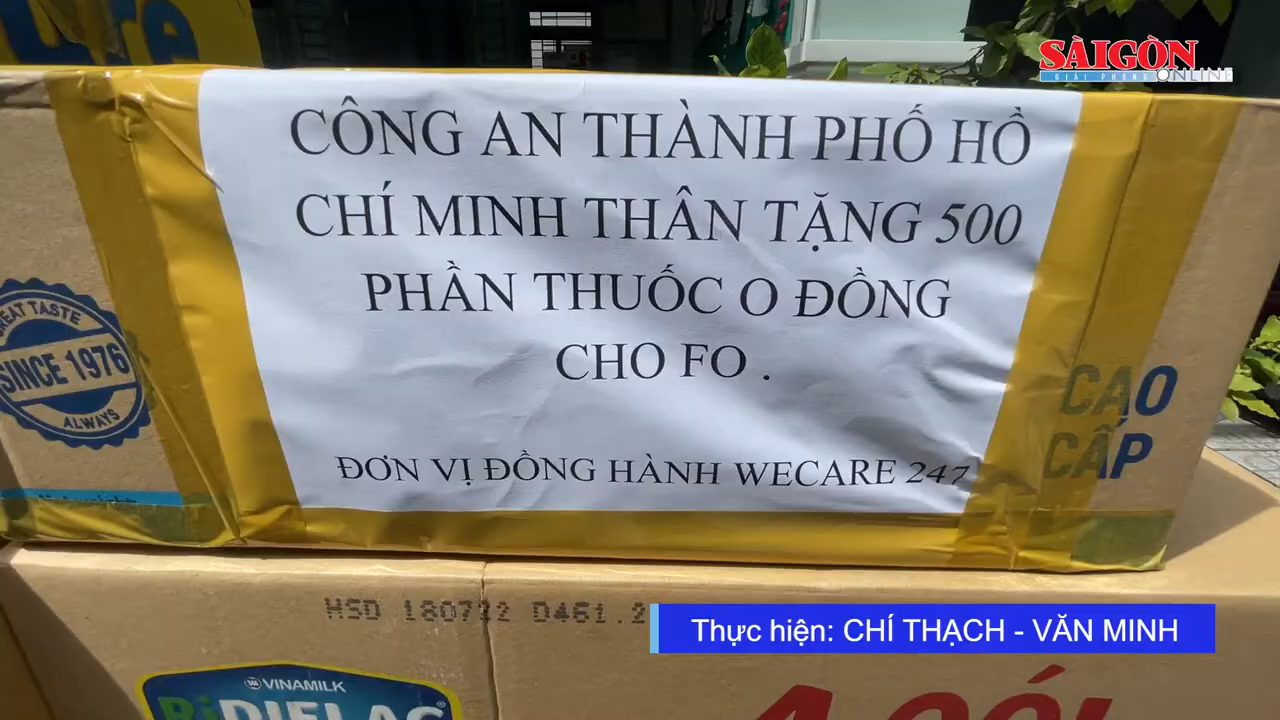 SÀIGÒN
GIẢI PHÓNG ONLINE
CÔNG AN THÀNH PHỐ HỒ
CHÍ MINH THÂN TẶNG 500
PHẦN THUỐC O ĐỒNG
CHO FO .
ĐƠN VỊ ĐỒNG HÀNH WECARE 247
GREAT TASTE
SINCE 1976
ALWAYS
CAO
CẤP
HSD 180722 D461.2
Thực hiện: CHÍ THẠCH - VĂN MINH
VINAMILK
DIELAC